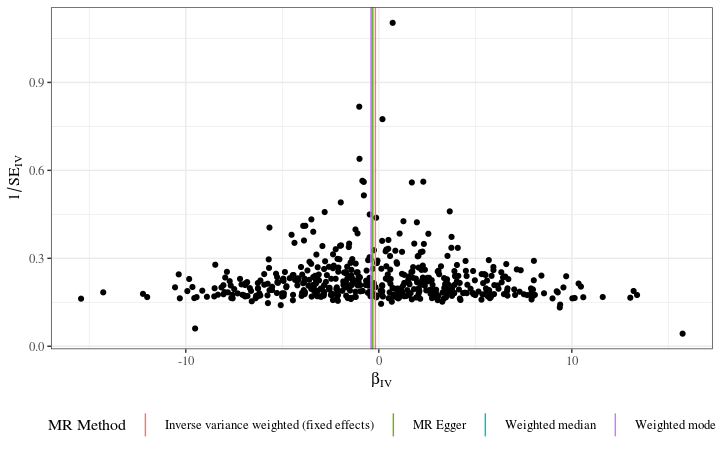 0.9
0.6
0.3
0.0
1/SE_IV
-10 0 10
β_IV
MR Method Inverse variance weighted (fixed effects) MR Egger Weighted median Weighted mode